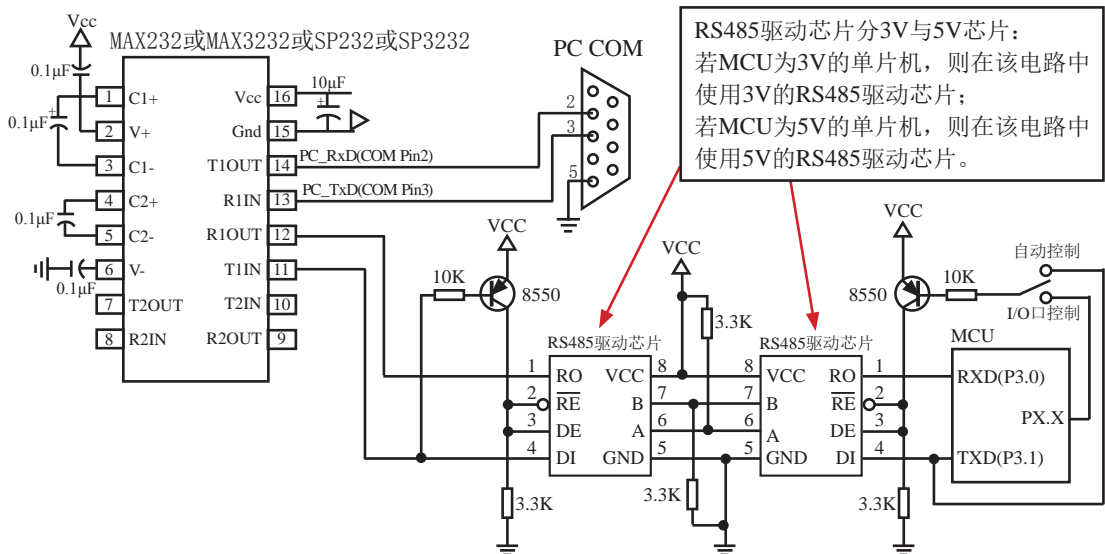 Vcc
MAX232或MAX3232或SP232或SP3232
0.1μF
0.1μF
0.1μF
0.1μF
1 C1+
2 V+
3 C1-
4 C2+
5 C2-
6 V-
7 T2OUT
8 R2IN
Vcc 16
Gnd 15
T1OUT 14
R1IN 13
R1OUT 12
T1IN 11
T2IN 10
R2OUT 9
10μF
+
+
PC_RxD(COM Pin2)
PC_TxD(COM Pin3)
PC COM
2
3
5
RS485驱动芯片分3V与5V芯片：
若MCU为3V的单片机，则在该电路中
使用3V的RS485驱动芯片；
若MCU为5V的单片机，则在该电路中
使用5V的RS485驱动芯片。
VCC
10K
8550
3.3K
RS485驱动芯片
1 RO
2 RE
3 DE
4 DI
VCC 8
B 7
A 6
GND 5
VCC
3.3K
3.3K
RS485驱动芯片
8 VCC
7 B
6 A
5 GND
RO 1
RE 2
DE 3
DI 4
VCC
8550
10K
3.3K
自动控制
I/O口控制
MCU
RXD(P3.0)
PX.X
TXD(P3.1)